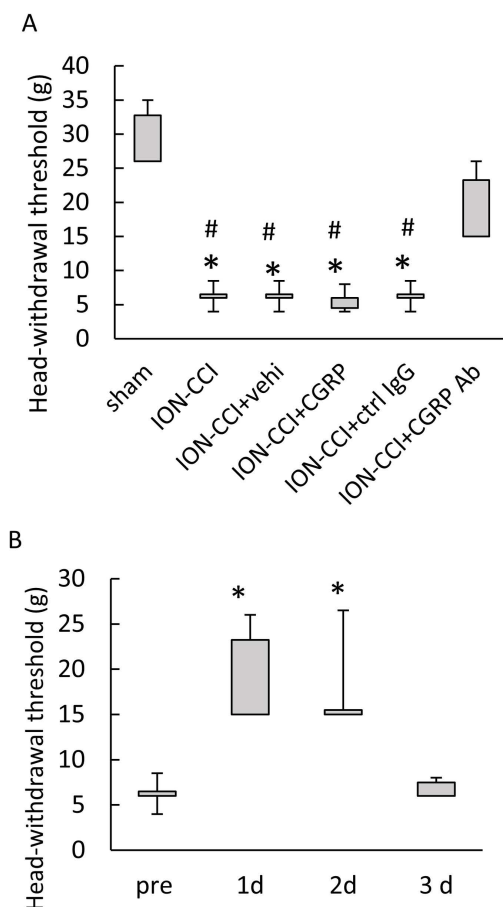 A
Head-withdrawal threshold (g)
40
35
30
25
20
15
10
5
0
# # # #
* * * *
sham
ION-CCI
ION-CCI+vehi
ION-CCI+CGRP
ION-CCI+ctrl IgG
ION-CCI+CGRP Ab
B
Head-withdrawal threshold (g)
30
25
20
15
10
5
0
* *
pre 1d 2d 3 d